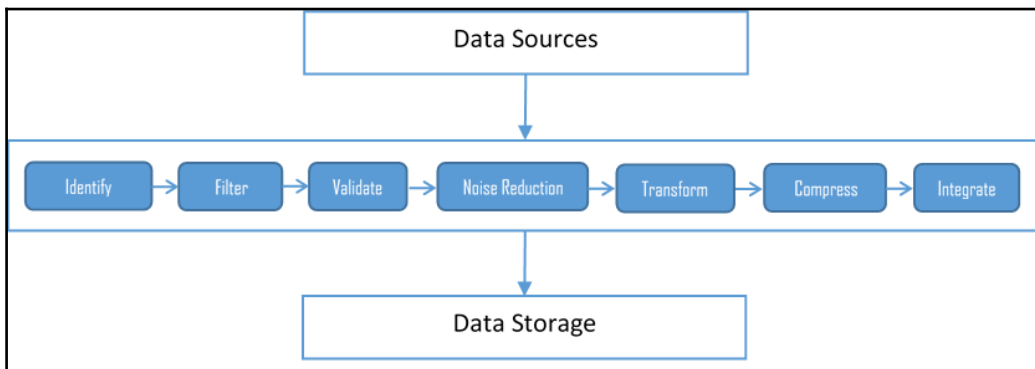 Data Sources
Identify
Filter
Validate
Noise Reduction
Transform
Compress
Integrate
Data Storage